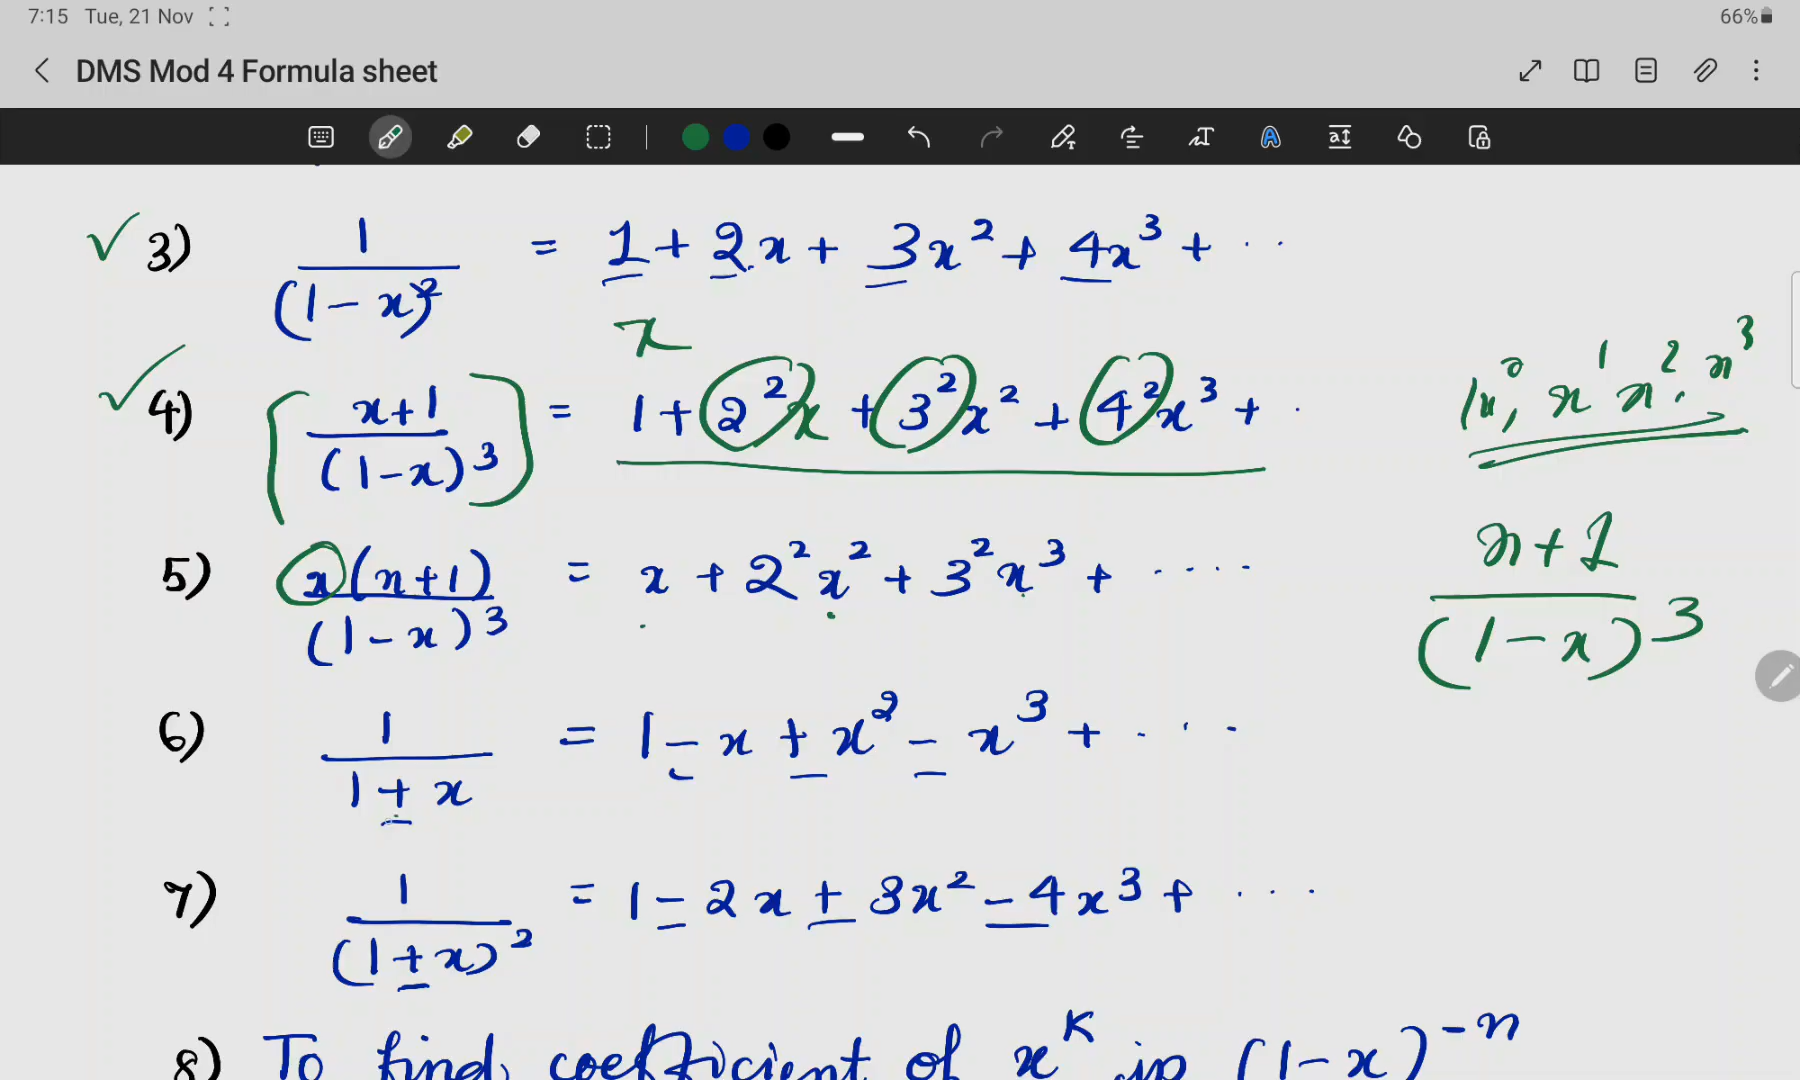 7:15 Tue, 21 Nov 66%
DMS Mod 4 Formula sheet
3) 1/(1-x)² = 1 + 2x + 3x² + 4x³ + ...
x
4) (x+1)/(1-x)³ = 1 + 2²x + 3²x² + 4²x³ + ..
1x⁰, x¹ x², x³
5) x(x+1)/(1-x)³ = x + 2²x² + 3²x³ + ....
x+1/(1-x)³
6) 1/(1+x) = 1 - x + x² - x³ + ...
7) 1/(1+x)² = 1 - 2x + 3x² - 4x³ + ...
8) To find coefficient of x^K in (1-x)^-n